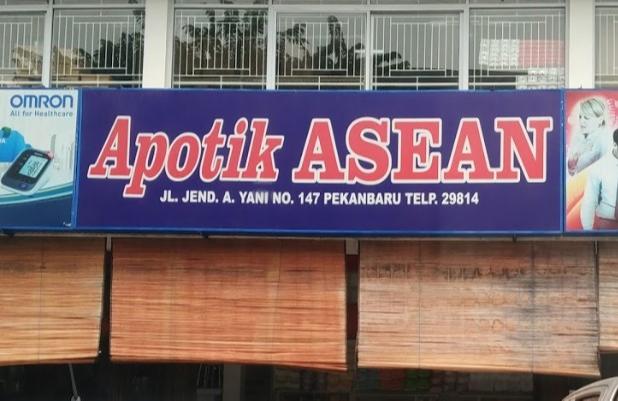 OMRON
All for Healthcare
Apotik ASEAN
JL. JEND. A. YANI NO. 147 PEKANBARU TELP. 29814